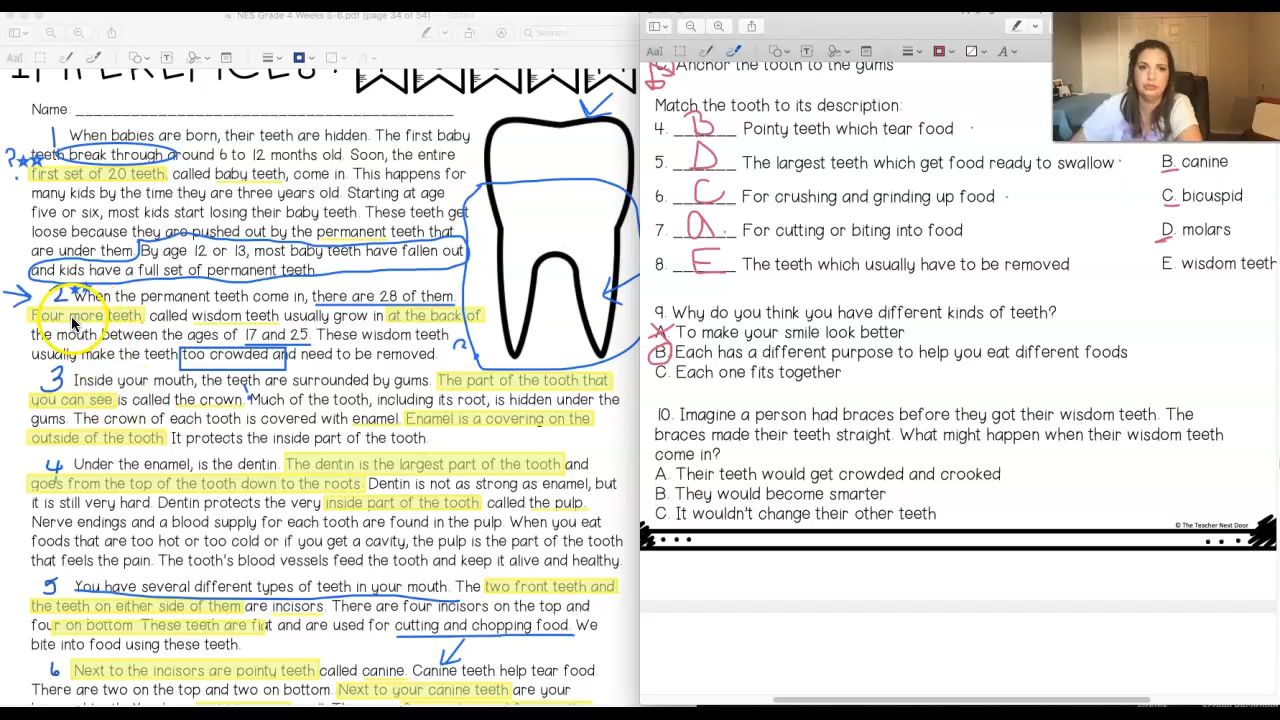 NES Grade 4 Weeks 5-6.pdf (page 34 of 54)
Edited
Search
INFERENCES:
Name:
1 When babies are born, their teeth are hidden. The first baby
teeth break through around 6 to 12 months old. Soon, the entire
first set of 20 teeth, called baby teeth, come in. This happens for
many kids by the time they are three years old. Starting at age
five or six, most kids start losing their baby teeth. These teeth get
loose because they are pushed out by the permanent teeth that
are under them. By age 12 or 13, most baby teeth have fallen out
and kids have a full set of permanent teeth.
2 When the permanent teeth come in, there are 28 of them.
Four more teeth, called wisdom teeth usually grow in at the back of
the mouth between the ages of 17 and 25. These wisdom teeth
usually make the teeth too crowded and need to be removed.
3 Inside your mouth, the teeth are surrounded by gums. The part of the tooth that
you can see is called the crown. Much of the tooth, including its root, is hidden under the
gums. The crown of each tooth is covered with enamel. Enamel is a covering on the
outside of the tooth. It protects the inside part of the tooth.
4 Under the enamel, is the dentin. The dentin is the largest part of the tooth and
goes from the top of the tooth down to the roots. Dentin is not as strong as enamel, but
it is still very hard. Dentin protects the very inside part of the tooth called the pulp.
Nerve endings and a blood supply for each tooth are found in the pulp. When you eat
foods that are too hot or too cold or if you get a cavity, the pulp is the part of the tooth
that feels the pain. The tooth's blood vessels feed the tooth and keep it alive and healthy.
5 You have several different types of teeth in your mouth. The two front teeth and
the teeth on either side of them are incisors. There are four incisors on the top and
four on bottom. These teeth are flat and are used for cutting and chopping food. We
bite into food using these teeth.
6 Next to the incisors are pointy teeth called canine. Canine teeth help tear food.
There are two on the top and two on bottom. Next to your canine teeth are your
C. Anchor the tooth to the gums
Match the tooth to its description:
4. B Pointy teeth which tear food
5. D The largest teeth which get food ready to swallow B. canine
6. C For crushing and grinding up food C. bicuspid
7. a For cutting or biting into food D. molars
8. E The teeth which usually have to be removed E. wisdom teeth
9. Why do you think you have different kinds of teeth?
A. To make your smile look better
B. Each has a different purpose to help you eat different foods
C. Each one fits together
10. Imagine a person had braces before they got their wisdom teeth. The
braces made their teeth straight. What might happen when their wisdom teeth
come in?
A. Their teeth would get crowded and crooked
B. They would become smarter
C. It wouldn't change their other teeth
© The Teacher Next Door